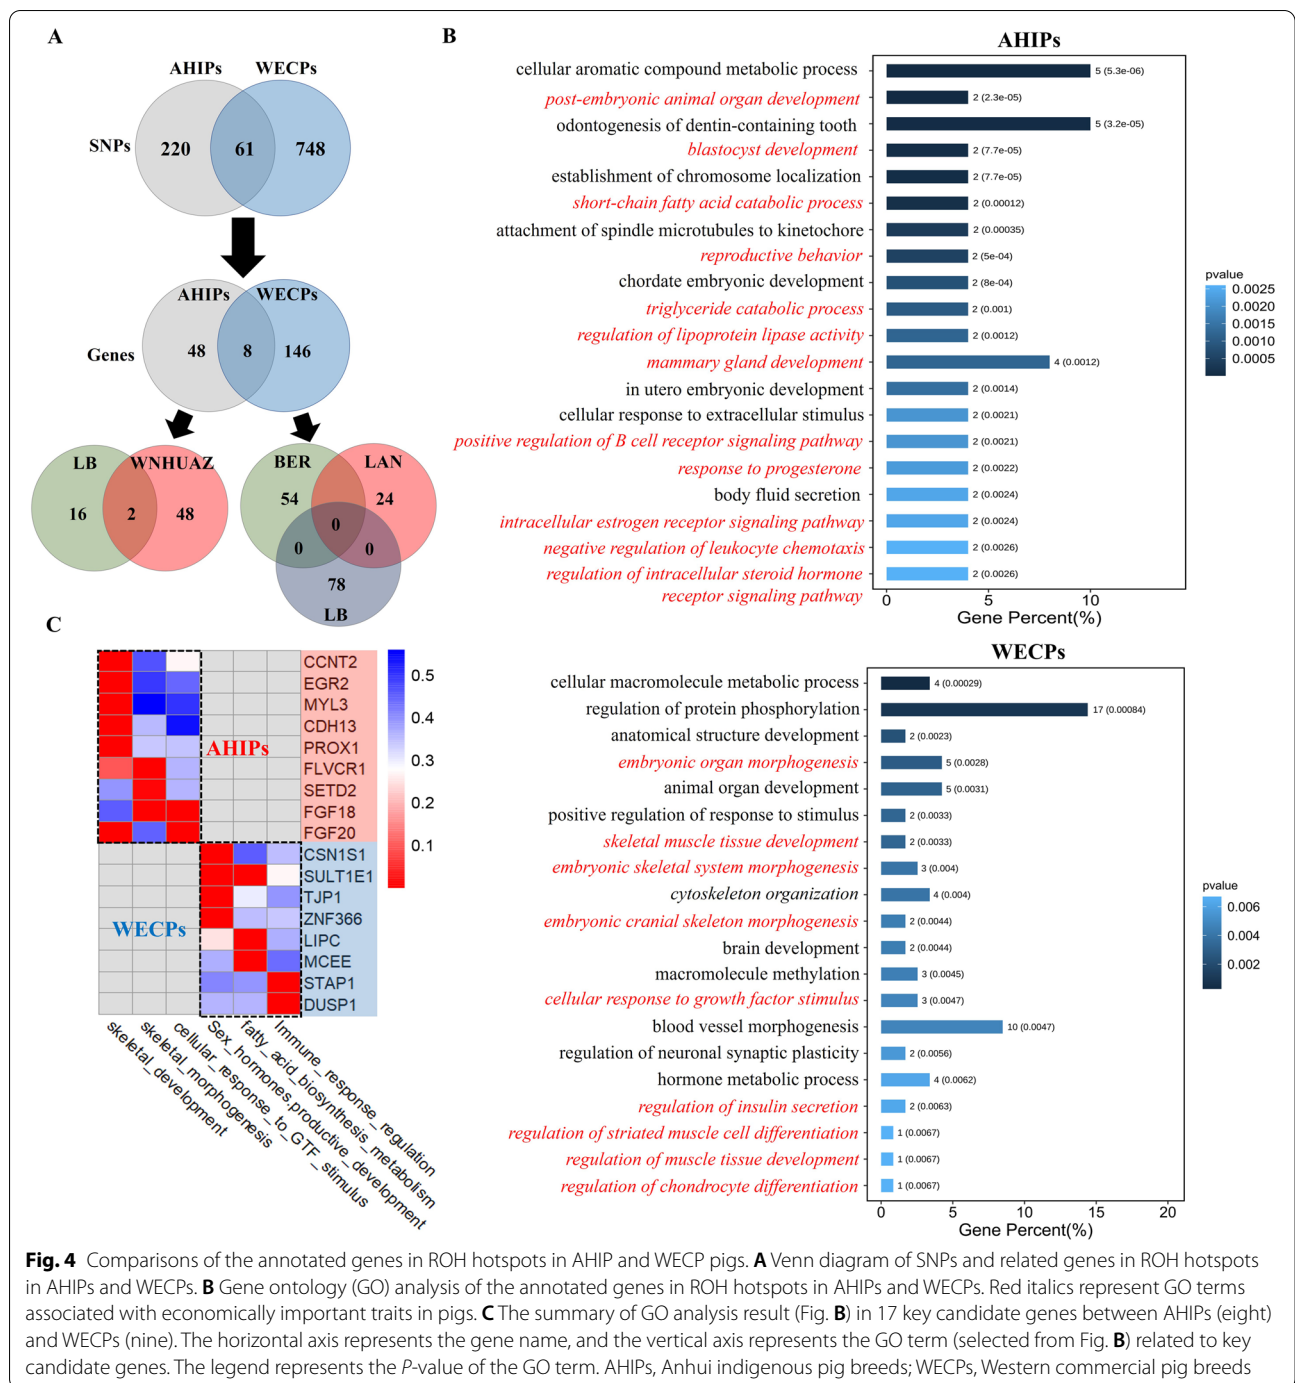 A
AHIPs WECPs
SNPs 220 61 748
AHIPs WECPs
Genes 48 8 146
LB WNHUAZ
16 2 48
BER LAN
54 24
0
0 0
78
LB
B
AHIPs
cellular aromatic compound metabolic process 5 (5.3e-06)
post-embryonic animal organ development 2 (2.3e-05)
odontogenesis of dentin-containing tooth 5 (3.2e-05)
blastocyst development 2 (7.7e-05)
establishment of chromosome localization 2 (7.7e-05)
short-chain fatty acid catabolic process 2 (0.00012)
attachment of spindle microtubules to kinetochore 2 (0.00035)
reproductive behavior 2 (5e-04)
chordate embryonic development 2 (8e-04)
triglyceride catabolic process 2 (0.001)
regulation of lipoprotein lipase activity 2 (0.0012)
mammary gland development 4 (0.0012)
in utero embryonic development 2 (0.0014)
cellular response to extracellular stimulus 2 (0.0021)
positive regulation of B cell receptor signaling pathway 2 (0.0021)
response to progesterone 2 (0.0022)
body fluid secretion 2 (0.0024)
intracellular estrogen receptor signaling pathway 2 (0.0024)
negative regulation of leukocyte chemotaxis 2 (0.0026)
regulation of intracellular steroid hormone 2 (0.0026)
receptor signaling pathway
0 5 10
Gene Percent(%)
pvalue
0.0025
0.0020
0.0015
0.0010
0.0005
WECPs
cellular macromolecule metabolic process 4 (0.00029)
regulation of protein phosphorylation 17 (0.00084)
anatomical structure development 2 (0.0023)
embryonic organ morphogenesis 5 (0.0028)
animal organ development 5 (0.0031)
positive regulation of response to stimulus 2 (0.0033)
skeletal muscle tissue development 2 (0.0033)
embryonic skeletal system morphogenesis 3 (0.004)
cytoskeleton organization 4 (0.004)
embryonic cranial skeleton morphogenesis 2 (0.0044)
brain development 2 (0.0044)
macromolecule methylation 3 (0.0045)
cellular response to growth factor stimulus 3 (0.0047)
blood vessel morphogenesis 10 (0.0047)
regulation of neuronal synaptic plasticity 2 (0.0056)
hormone metabolic process 4 (0.0062)
regulation of insulin secretion 2 (0.0063)
regulation of striated muscle cell differentiation 1 (0.0067)
regulation of muscle tissue development 1 (0.0067)
regulation of chondrocyte differentiation 1 (0.0067)
0 5 10 15 20
Gene Percent(%)
pvalue
0.006
0.004
0.002
C
CCNT2
EGR2
MYL3
CDH13
PROX1
FLVCR1
SETD2
FGF18
FGF20
CSN1S1
SULT1E1
TJP1
ZNF366
LIPC
MCEE
STAP1
DUSP1
AHIPs
WECPs
0.5
0.4
0.3
0.2
0.1
skeletal_development
skeletal_morphogenesis
cellular_response_to_GTF_stimulus
Sex_hormones.productive_development
fatty_acid_biosynthesis_metabolism
Immune_response_regulation
Fig. 4 Comparisons of the annotated genes in ROH hotspots in AHIP and WECP pigs. A Venn diagram of SNPs and related genes in ROH hotspots
in AHIPs and WECPs. B Gene ontology (GO) analysis of the annotated genes in ROH hotspots in AHIPs and WECPs. Red italics represent GO terms
associated with economically important traits in pigs. C The summary of GO analysis result (Fig. B) in 17 key candidate genes between AHIPs (eight)
and WECPs (nine). The horizontal axis represents the gene name, and the vertical axis represents the GO term (selected from Fig. B) related to key
candidate genes. The legend represents the P-value of the GO term. AHIPs, Anhui indigenous pig breeds; WECPs, Western commercial pig breeds